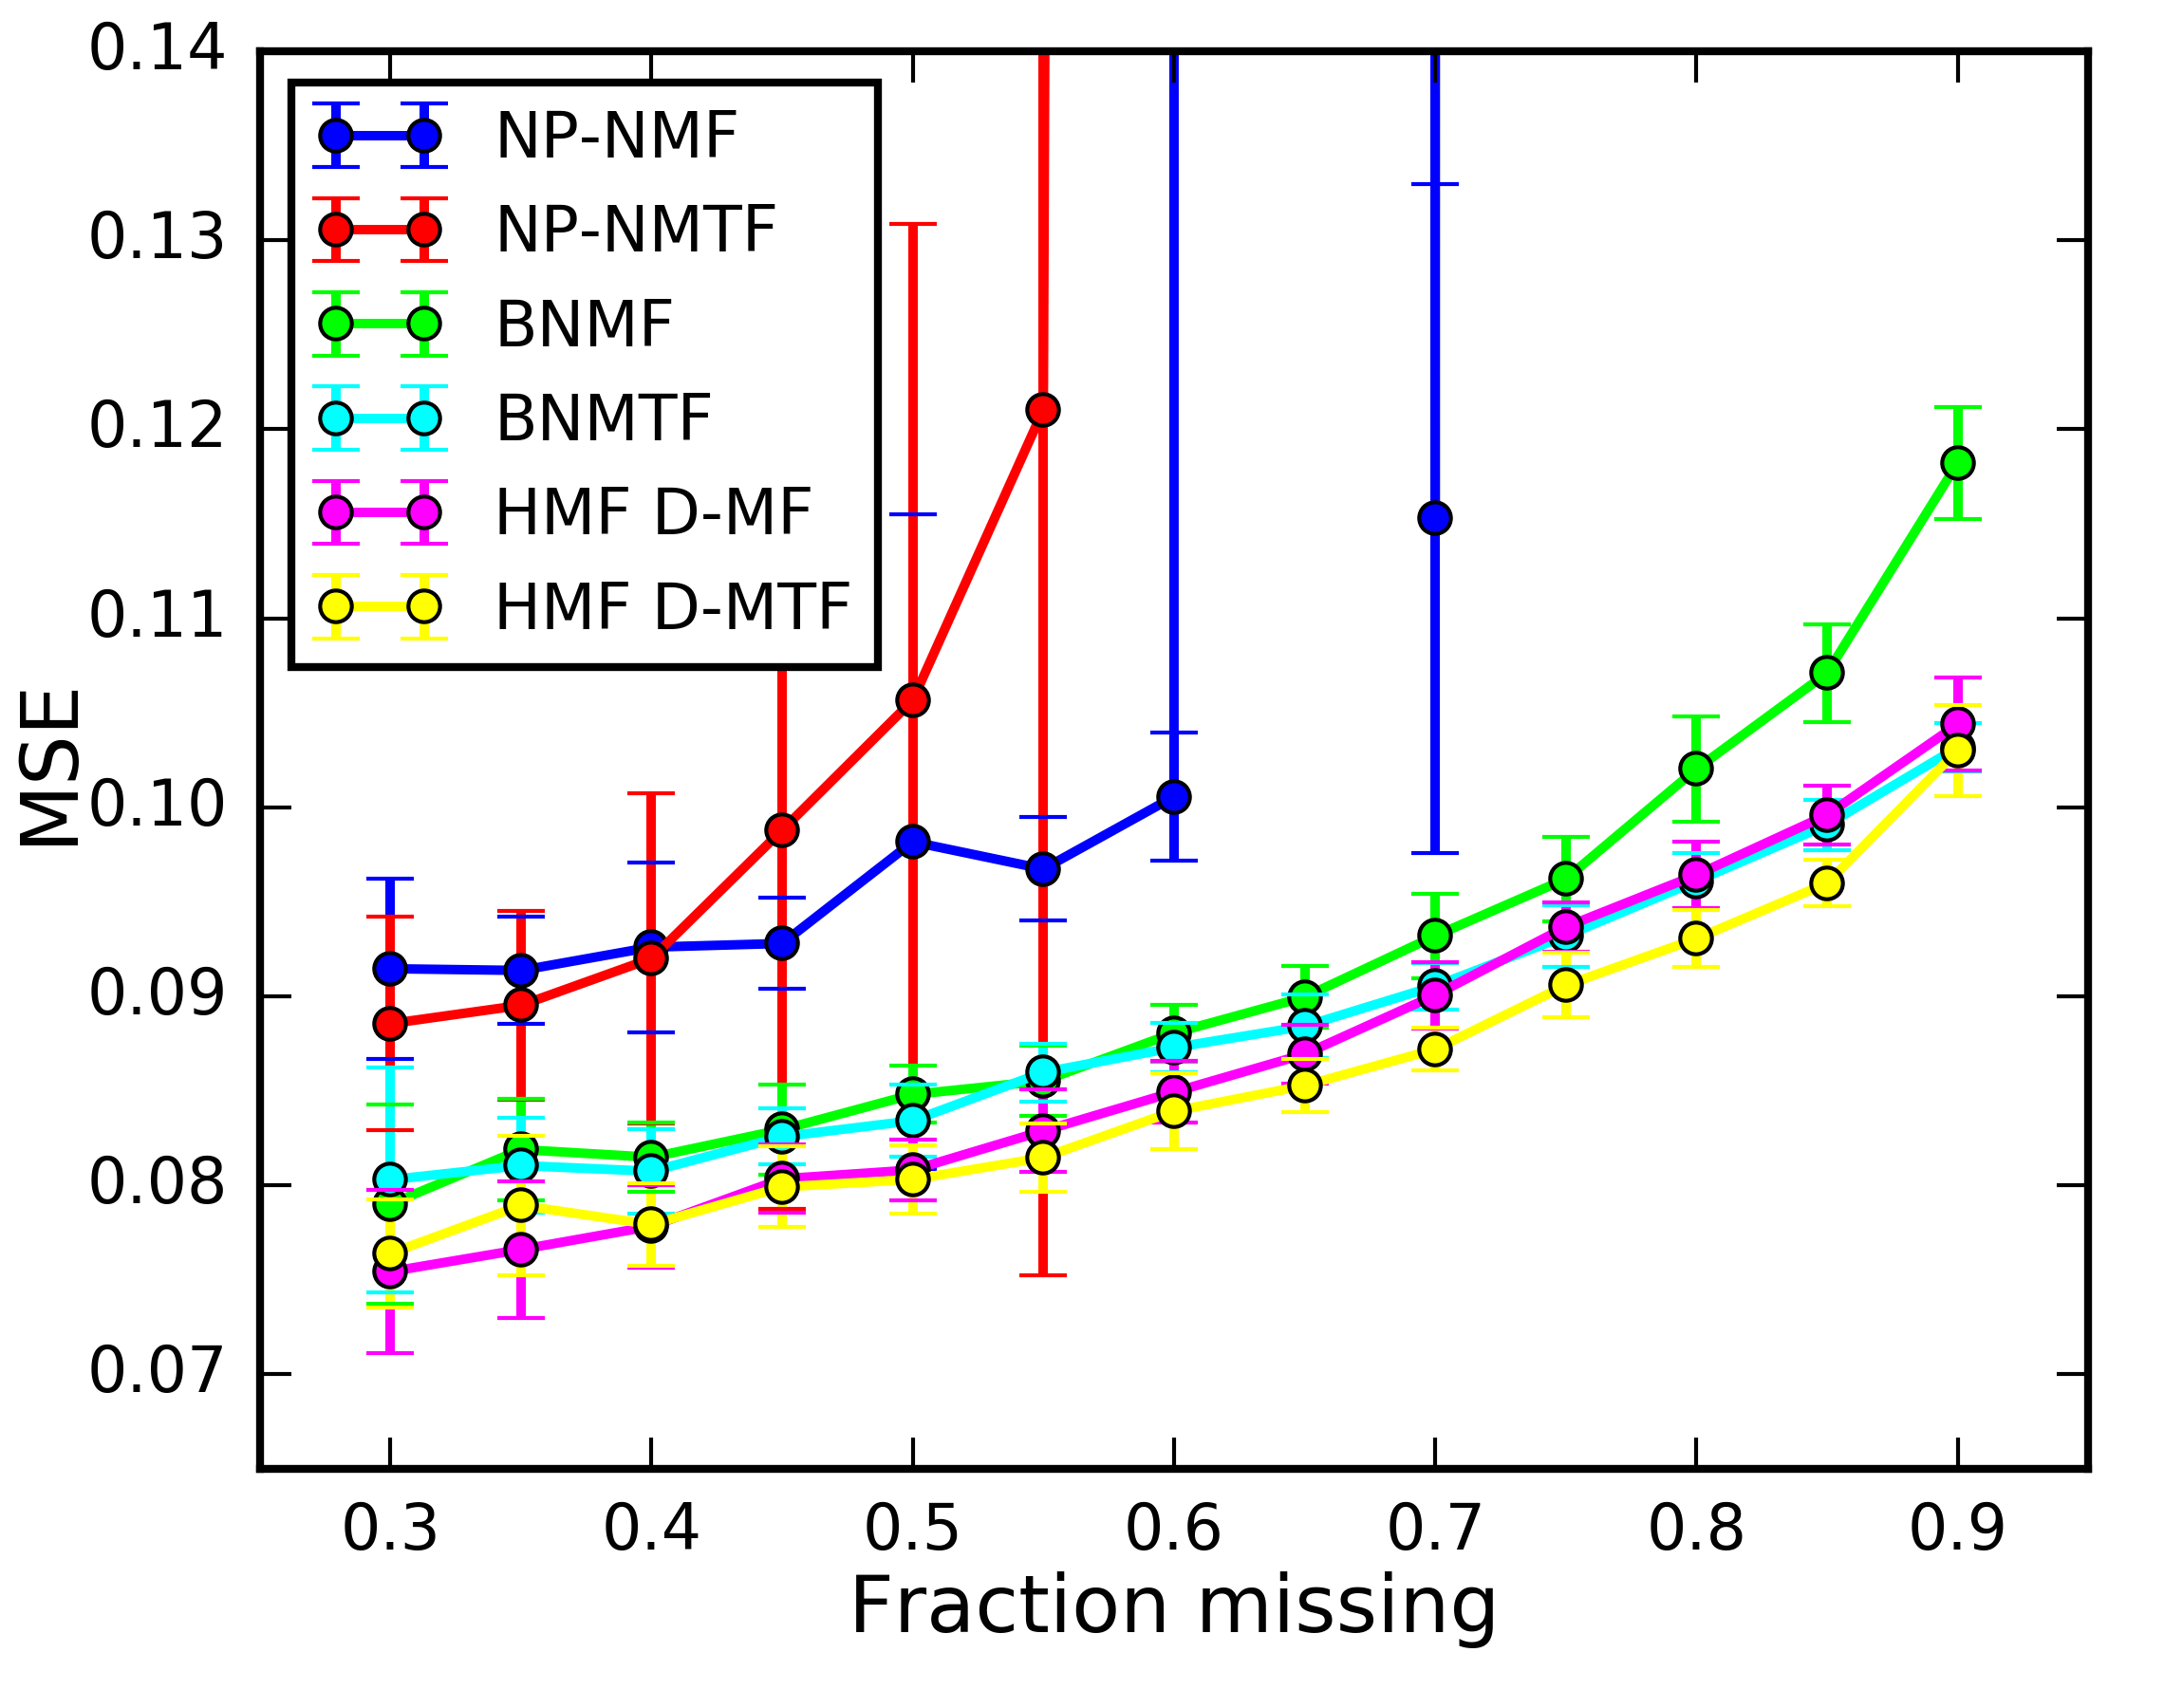 0.14
0.13
0.12
0.11
0.10
0.09
0.08
0.07
MSE
NP-NMF
NP-NMTF
BNMF
BNMTF
HMF D-MF
HMF D-MTF
0.3 0.4 0.5 0.6 0.7 0.8 0.9
Fraction missing